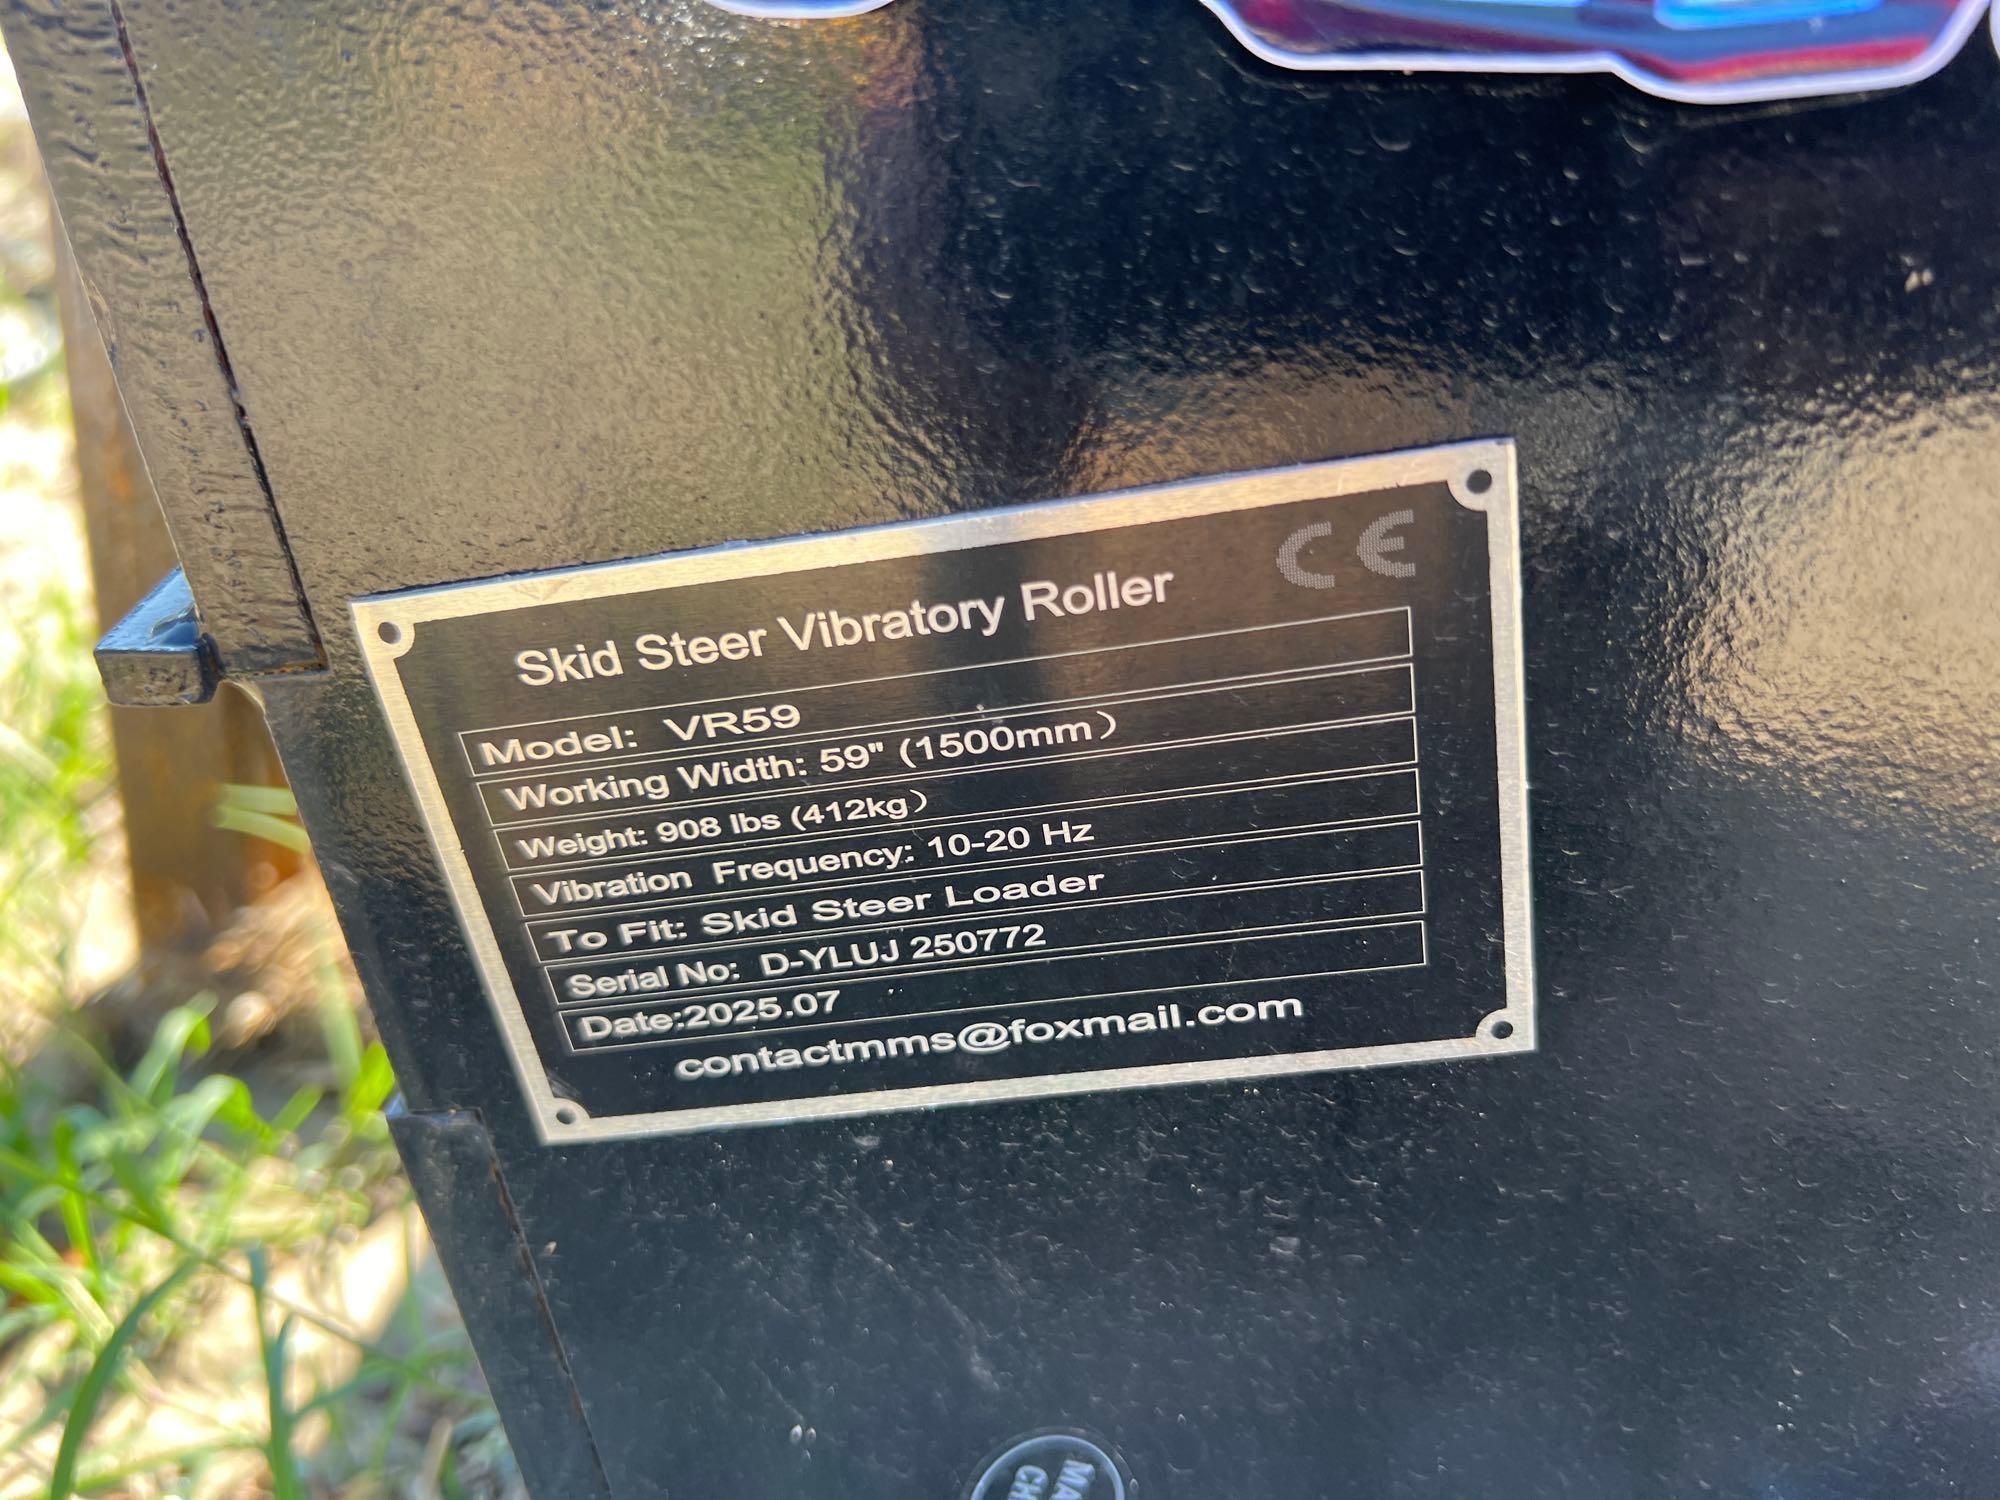 CE
Skid Steer Vibratory Roller
Model: VR59
Working Width: 59" (1500mm）
Weight: 908 lbs (412kg）
Vibration Frequency: 10-20 Hz
To Fit: Skid Steer Loader
Serial No: D-YLUJ 250772
Date:2025.07
contactmms@foxmail.com